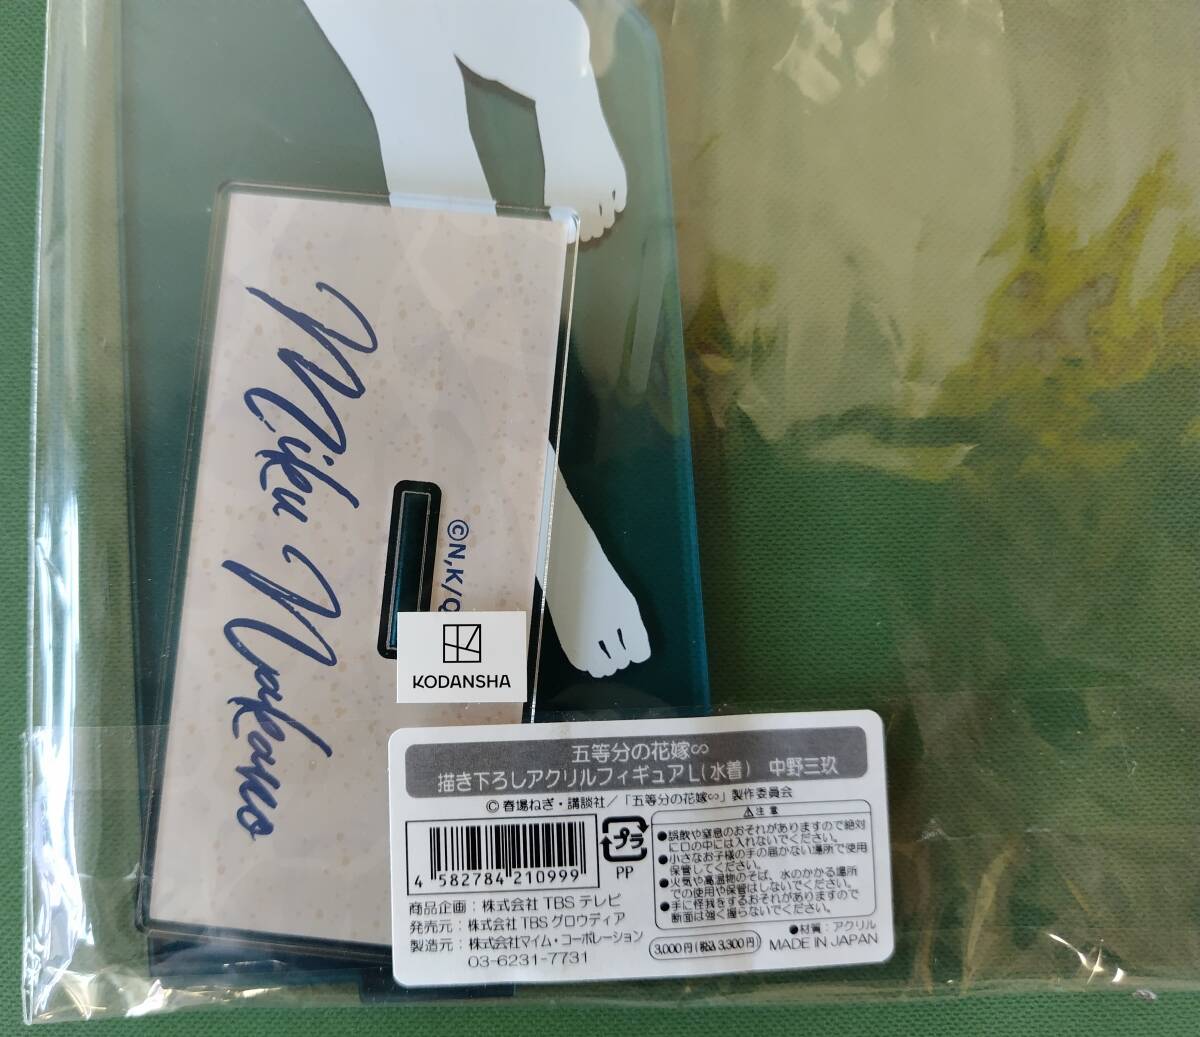 Miku Nakano
©N,K/Q
KODANSHA
五等分の花嫁∽
描き下ろしアクリルフィギュアL(水着) 中野三玖
© 春場ねぎ・講談社/「五等分の花嫁∽」製作委員会
4 582784 210999
プラ
PP
⚠注意
●誤飲や窒息のおそれがありますので絶対
に口の中には入れないでください。
●小さなお子様の手の届かない場所で使用
保管してください。
●火気や高温物のそば、水のかかる場所
での使用や保管はしないでください。
●手に怪我をするおそれがありますので
断面は強く握らないでください。
商品企画:株式会社TBSテレビ
発売元:株式会社TBSグロウディア
製造元:株式会社マイム・コーポレーション
03-6231-7731
3,000円(税込3,300円)
●材質:アクリル
MADE IN JAPAN